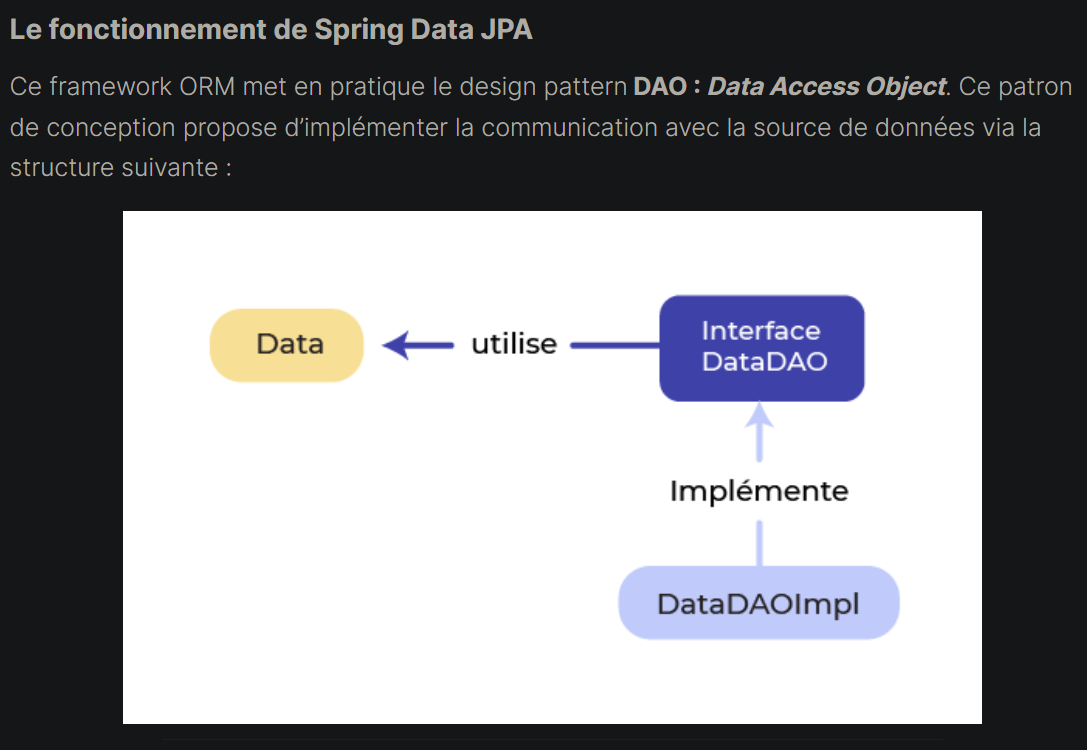 Le fonctionnement de Spring Data JPA
Ce framework ORM met en pratique le design pattern DAO : Data Access Object. Ce patron
de conception propose d’implémenter la communication avec la source de données via la
structure suivante :
Data
utilise
Interface
DataDAO
Implémente
DataDAOImpl